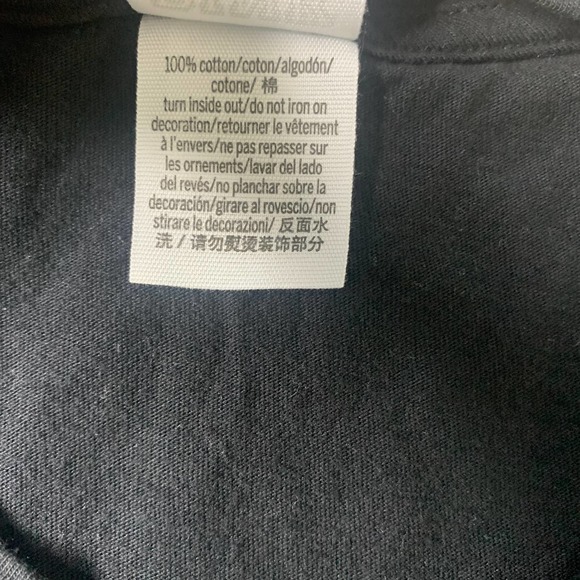 100% cotton/coton/algodón/
cotone/ 棉
turn inside out/do not iron on
decoration/retourner le vêtement
à l'envers/ne pas repasser sur
les ornements/lavar del lado
del revés/no planchar sobre la
decoración/girare al rovescio/non
stirare le decorazioni/ 反面水
洗 / 请勿熨烫装饰部分